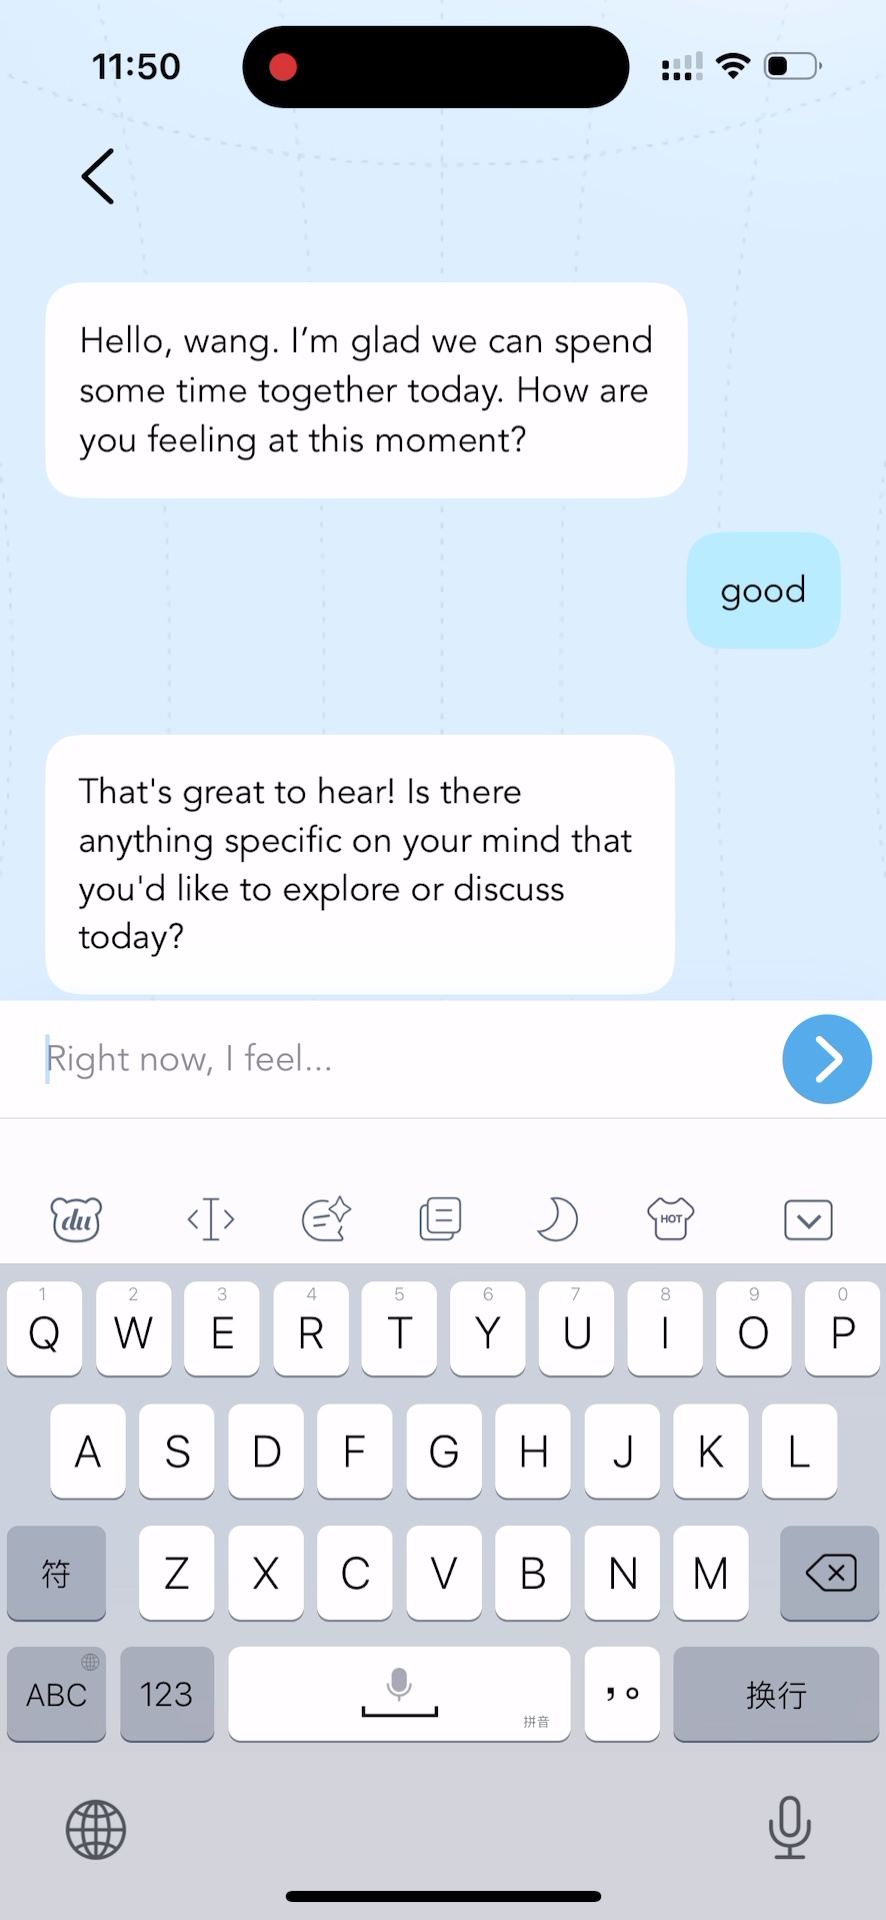 11:50
Hello, wang. I’m glad we can spend
some time together today. How are
you feeling at this moment?
good
That's great to hear! Is there
anything specific on your mind that
you'd like to explore or discuss
today?
Right now, I feel...
du
HOT
1 2 3 4 5 6 7 8 9 0
Q W E R T Y U I O P
A S D F G H J K L
符 Z X C V B N M
ABC 123 拼音 ，。 换行